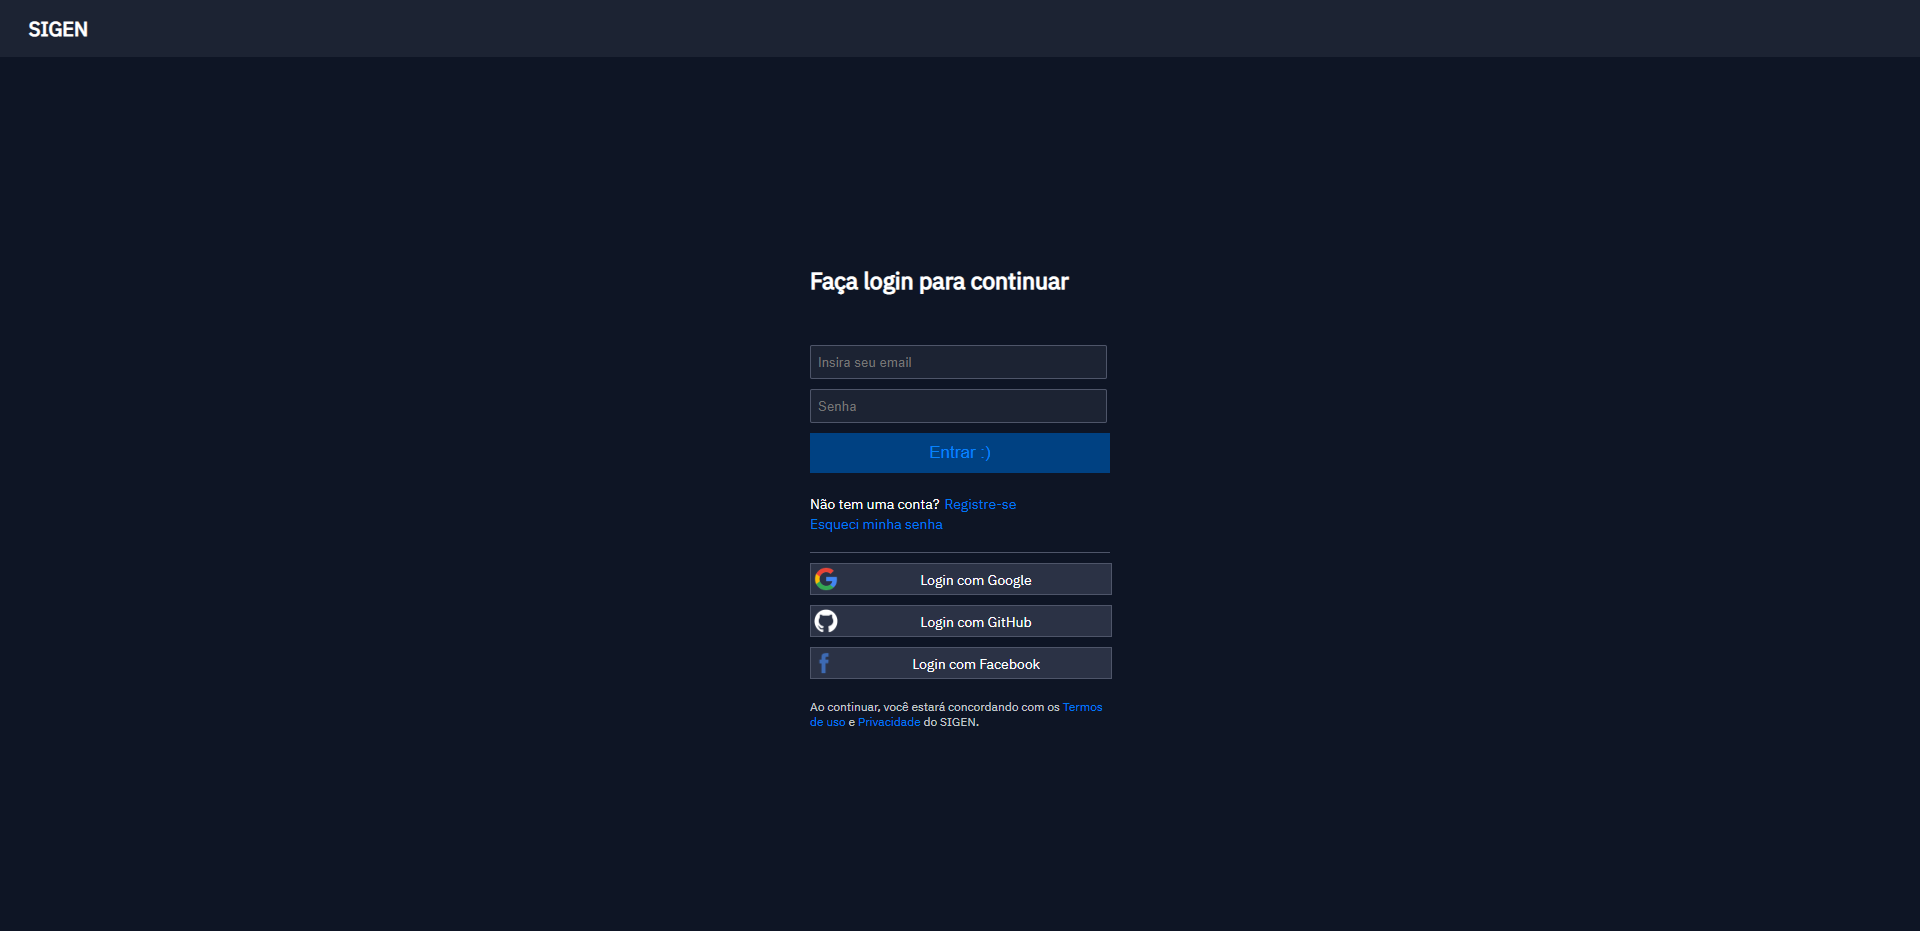 SIGEN
Faça login para continuar
Insira seu email
Senha
Entrar :)
Não tem uma conta? Registre-se
Esqueci minha senha
Login com Google
Login com GitHub
Login com Facebook
Ao continuar, você estará concordando com os Termos
de uso e Privacidade do SIGEN.